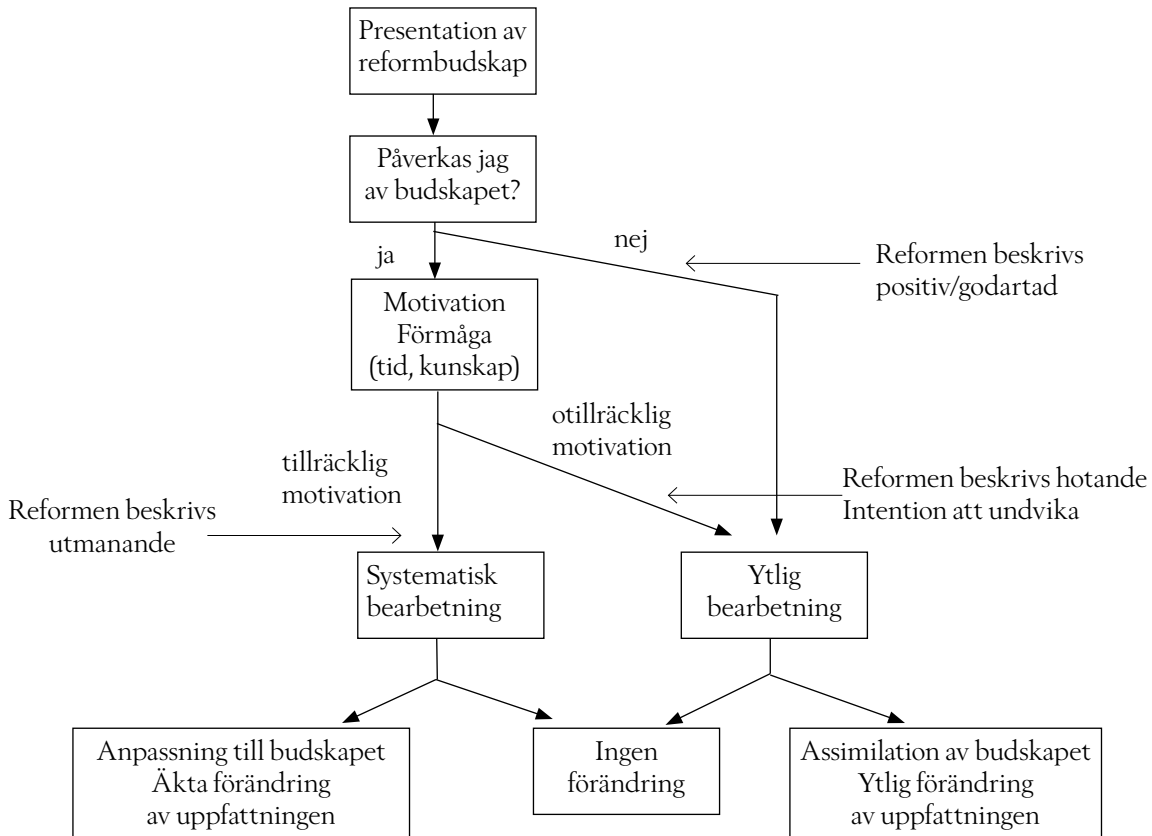 Presentation av
reformbudskap
Påverkas jag
av budskapet?
ja
nej
Reformen beskrivs
positiv/godartad
Motivation
Förmåga
(tid, kunskap)
otillräcklig
motivation
tillräcklig
motivation
Reformen beskrivs hotande
Intention att undvika
Reformen beskrivs
utmanande
Systematisk
bearbetning
Ytlig
bearbetning
Anpassning till budskapet
Äkta förändring
av uppfattningen
Ingen
förändring
Assimilation av budskapet
Ytlig förändring
av uppfattningen